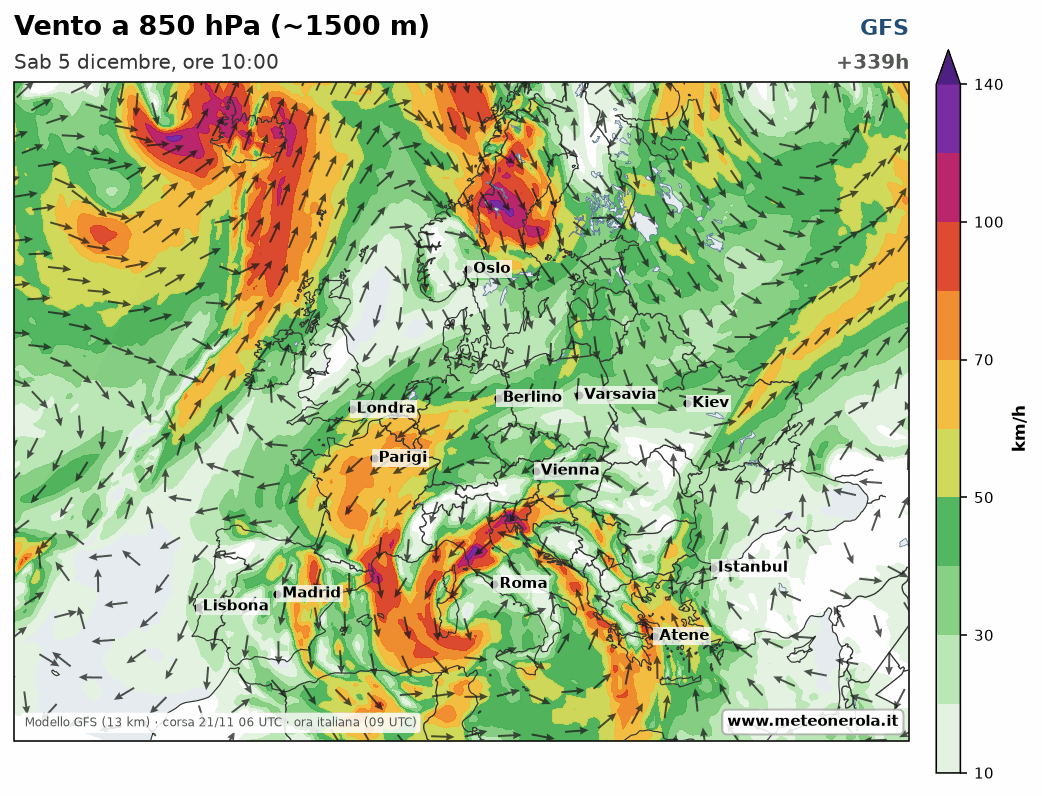 Vento a 850 hPa (~1500 m)
GFS
Sab 5 dicembre, ore 10:00
+339h
140
100
70
50
30
10
km/h
Oslo
Londra
Berlino
Varsavia
Kiev
Parigi
Vienna
Istanbul
Roma
Madrid
Lisbona
Atene
Modello GFS (13 km) · corsa 21/11 06 UTC · ora italiana (09 UTC)
www.meteonerola.it